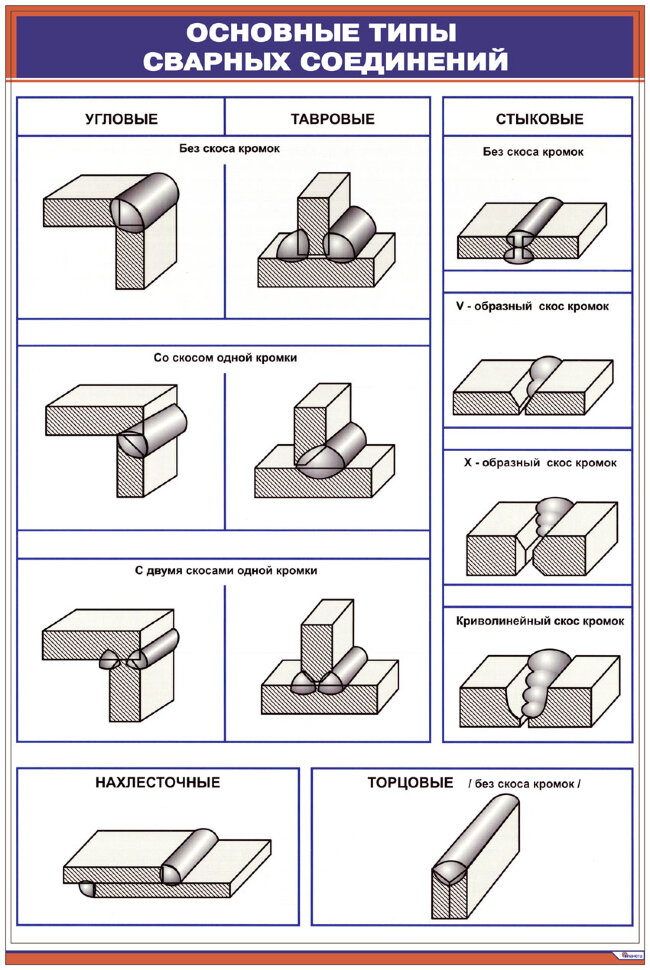 ОСНОВНЫЕ ТИПЫ
СВАРНЫХ СОЕДИНЕНИЙ
УГЛОВЫЕ
ТАВРОВЫЕ
СТЫКОВЫЕ
Без скоса кромок
Без скоса кромок
V - образный скос кромок
Со скосом одной кромки
X - образный скос кромок
С двумя скосами одной кромки
Криволинейный скос кромок
НАХЛЕСТОЧНЫЕ
ТОРЦОВЫЕ / без скоса кромок /